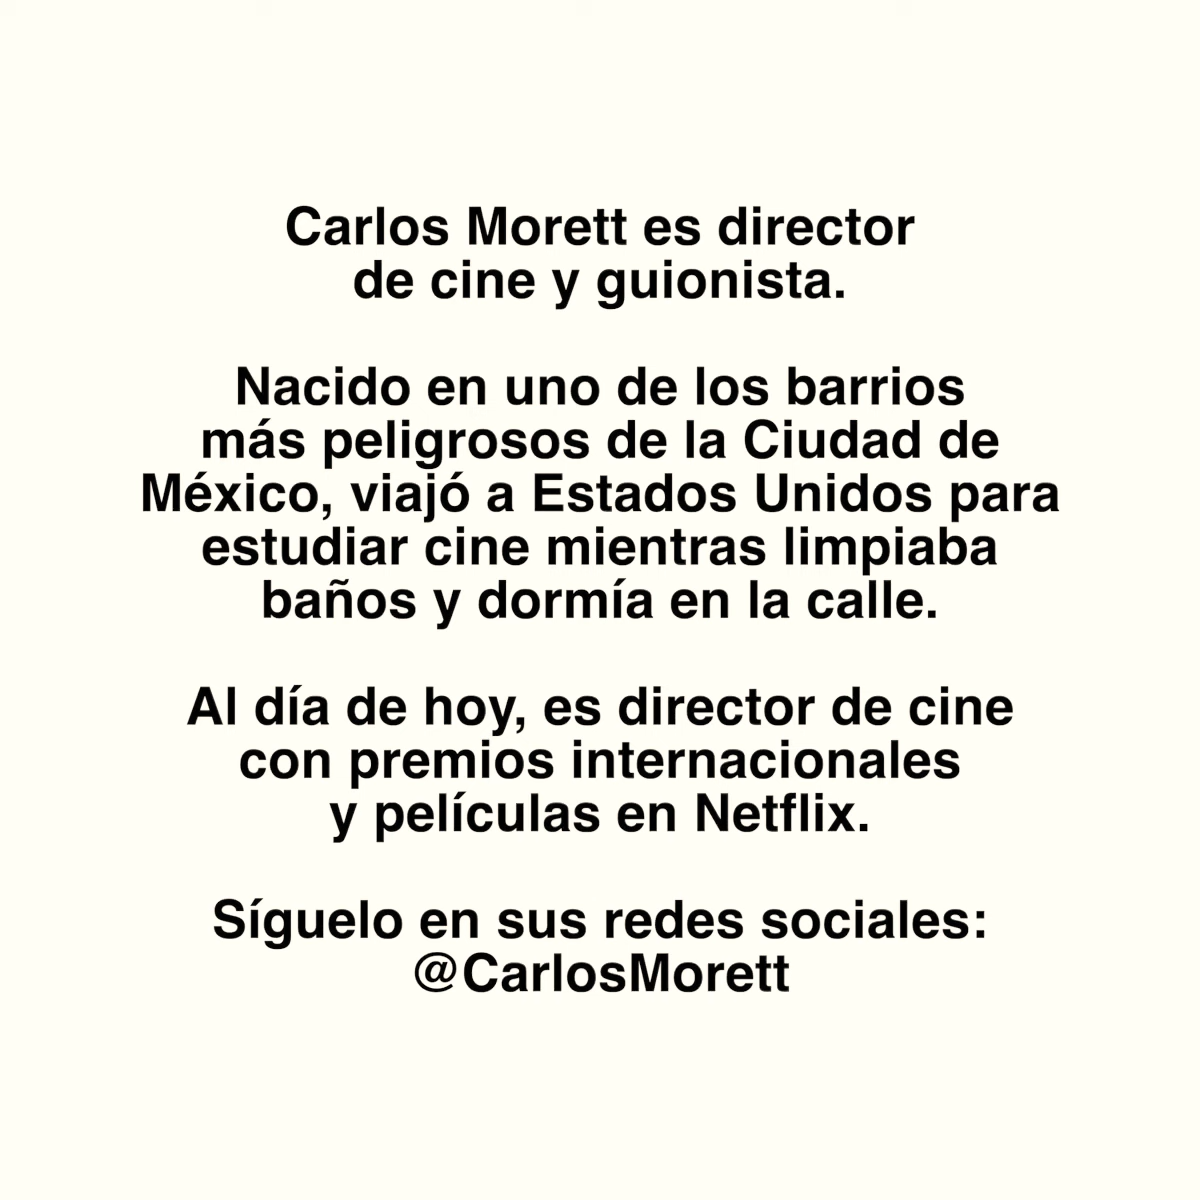 Carlos Morett es director
de cine y guionista.
Nacido en uno de los barrios
más peligrosos de la Ciudad de
México, viajó a Estados Unidos para
estudiar cine mientras limpiaba
baños y dormía en la calle.
Al día de hoy, es director de cine
con premios internacionales
y películas en Netflix.
Síguelo en sus redes sociales:
@CarlosMorett